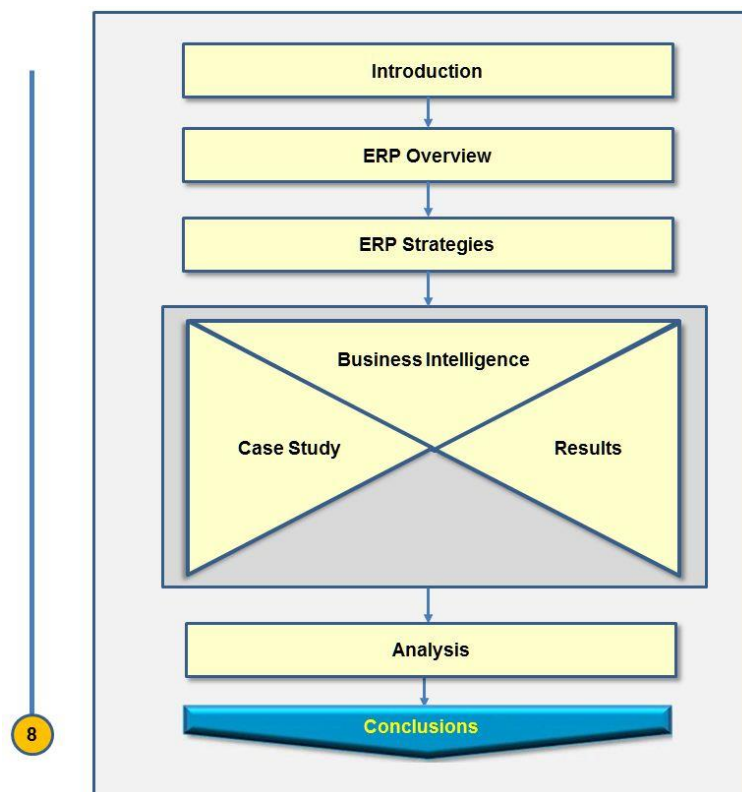 Introduction
ERP Overview
ERP Strategies
Business Intelligence
Case Study
Results
Analysis
Conclusions
8